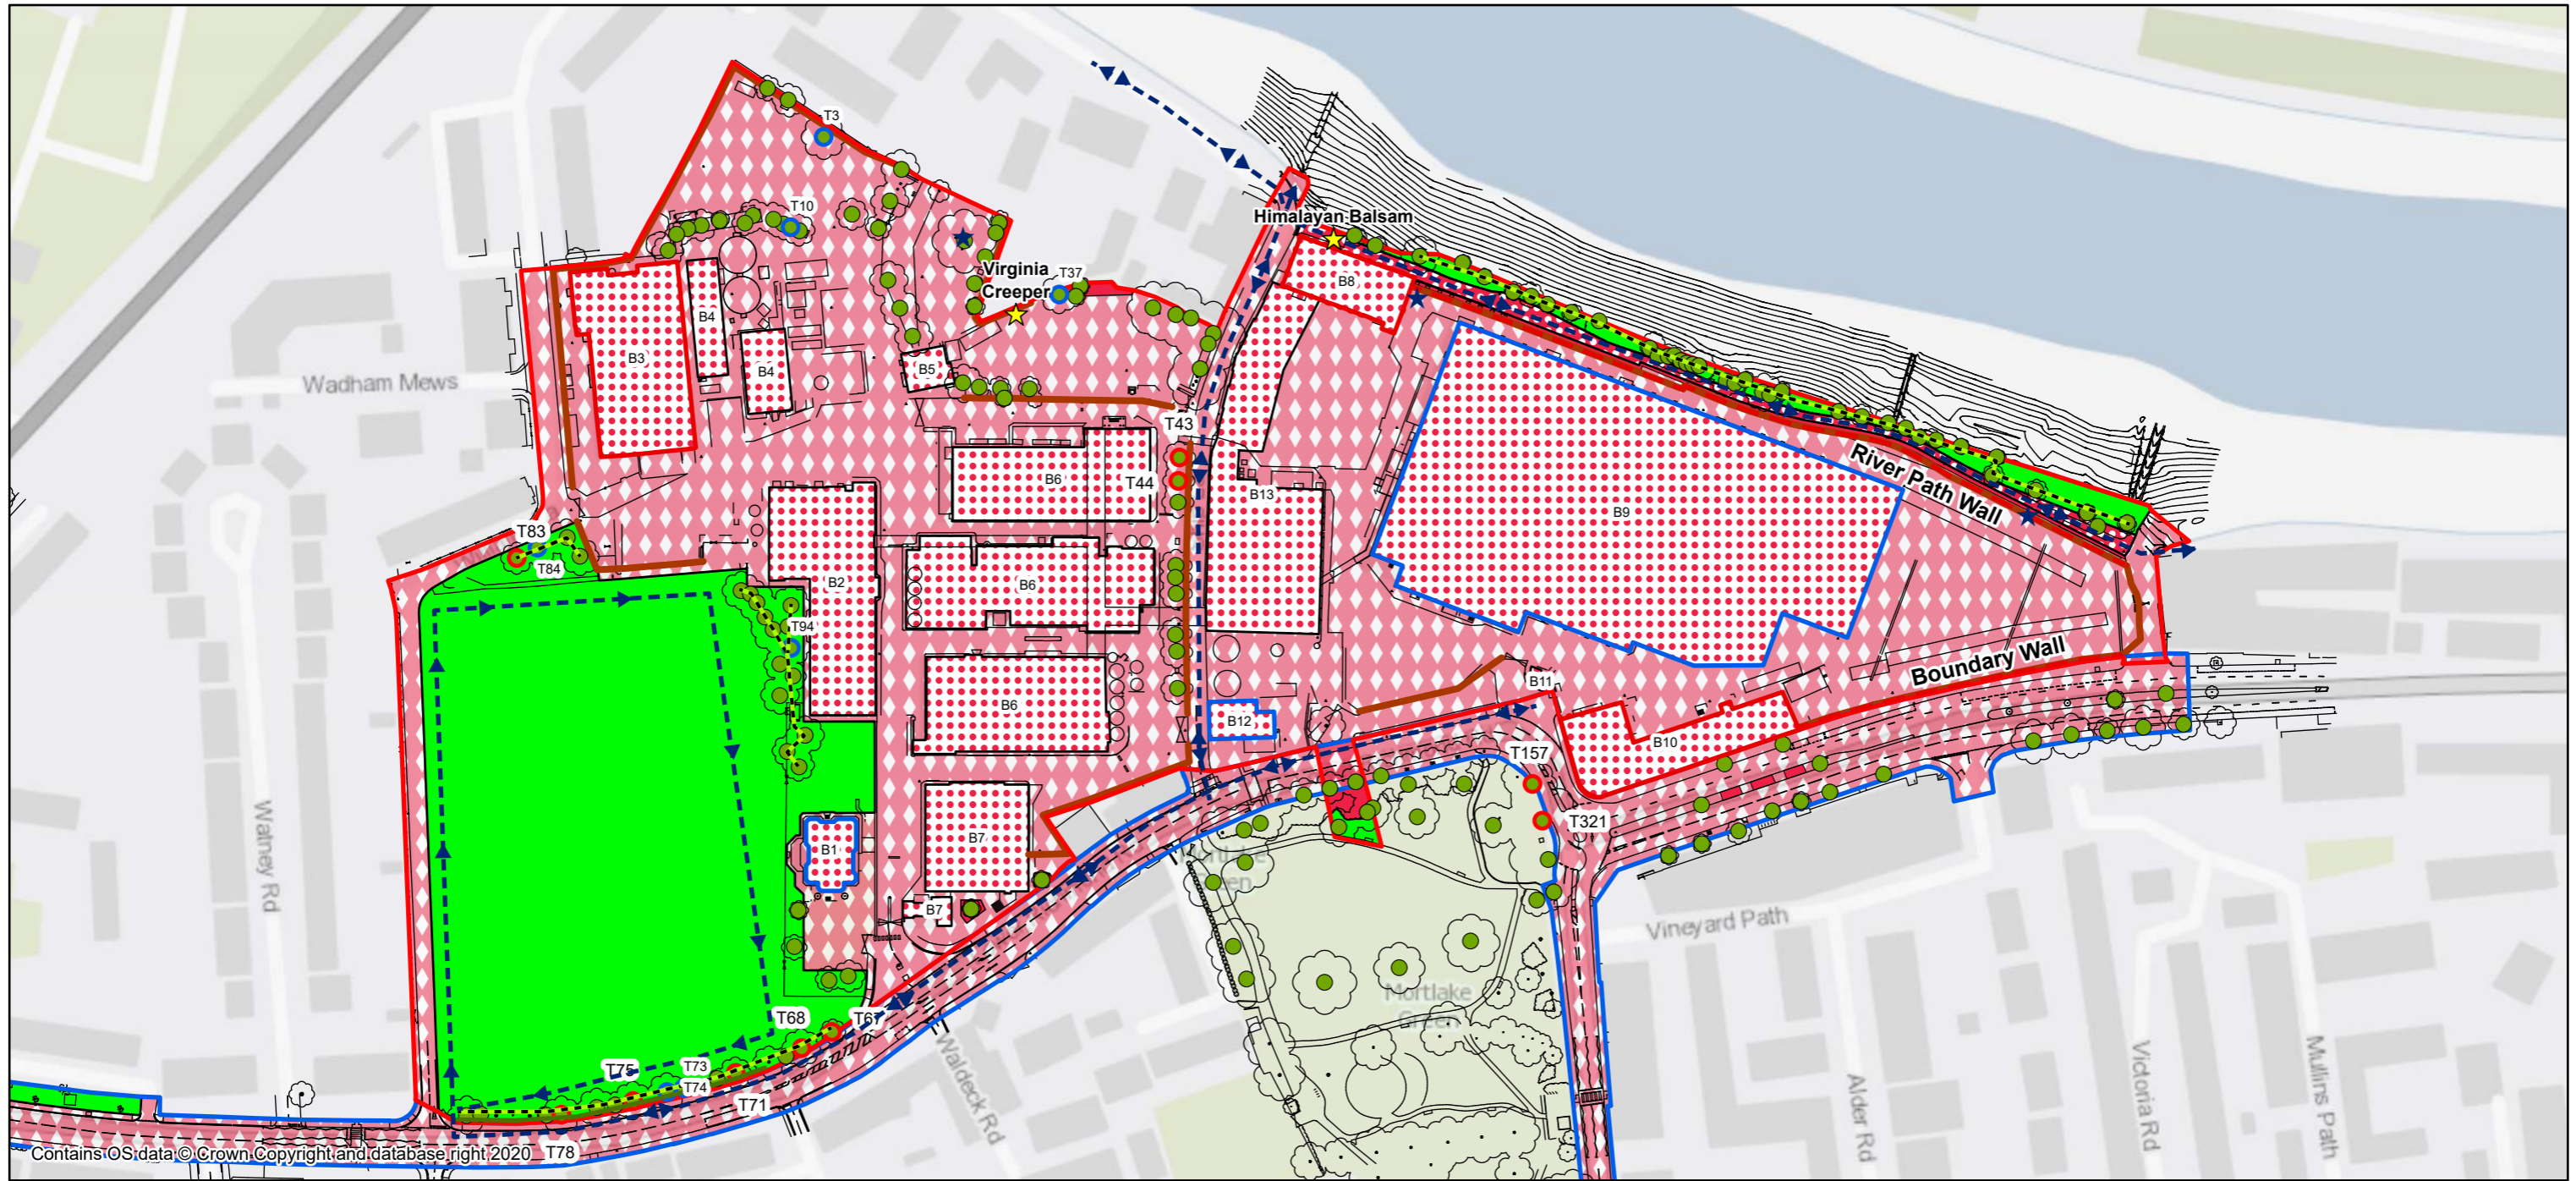 T3
T10
Himalayan Balsam
Virginia
Creeper
T37
B8
B4
B3
B4
B5
Wadham Mews
T43
B6
T44
B13
B9
River Path Wall
T83
T84
B2
B6
T94
Boundary Wall
B11
B6
B12
B10
T157
T321
B7
B1
Mortlake
Green
Watney Rd
B7
Vineyard Path
Mortlake
Green
T68
T67
Waldeck Rd
T75
T73
T74
T71
Alder Rd
Victoria Rd
Mullins Path
Contains OS data © Crown Copyright and database right 2020
T78